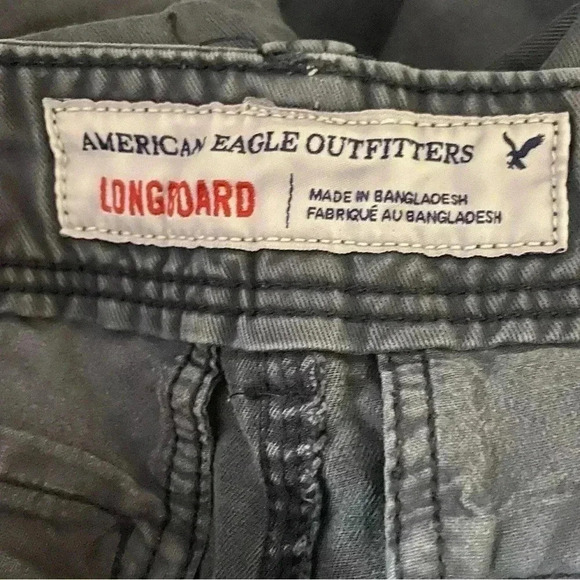 AMERICAN EAGLE OUTFITTERS
LONGBOARD
MADE IN BANGLADESH
FABRIQUÉ AU BANGLADESH